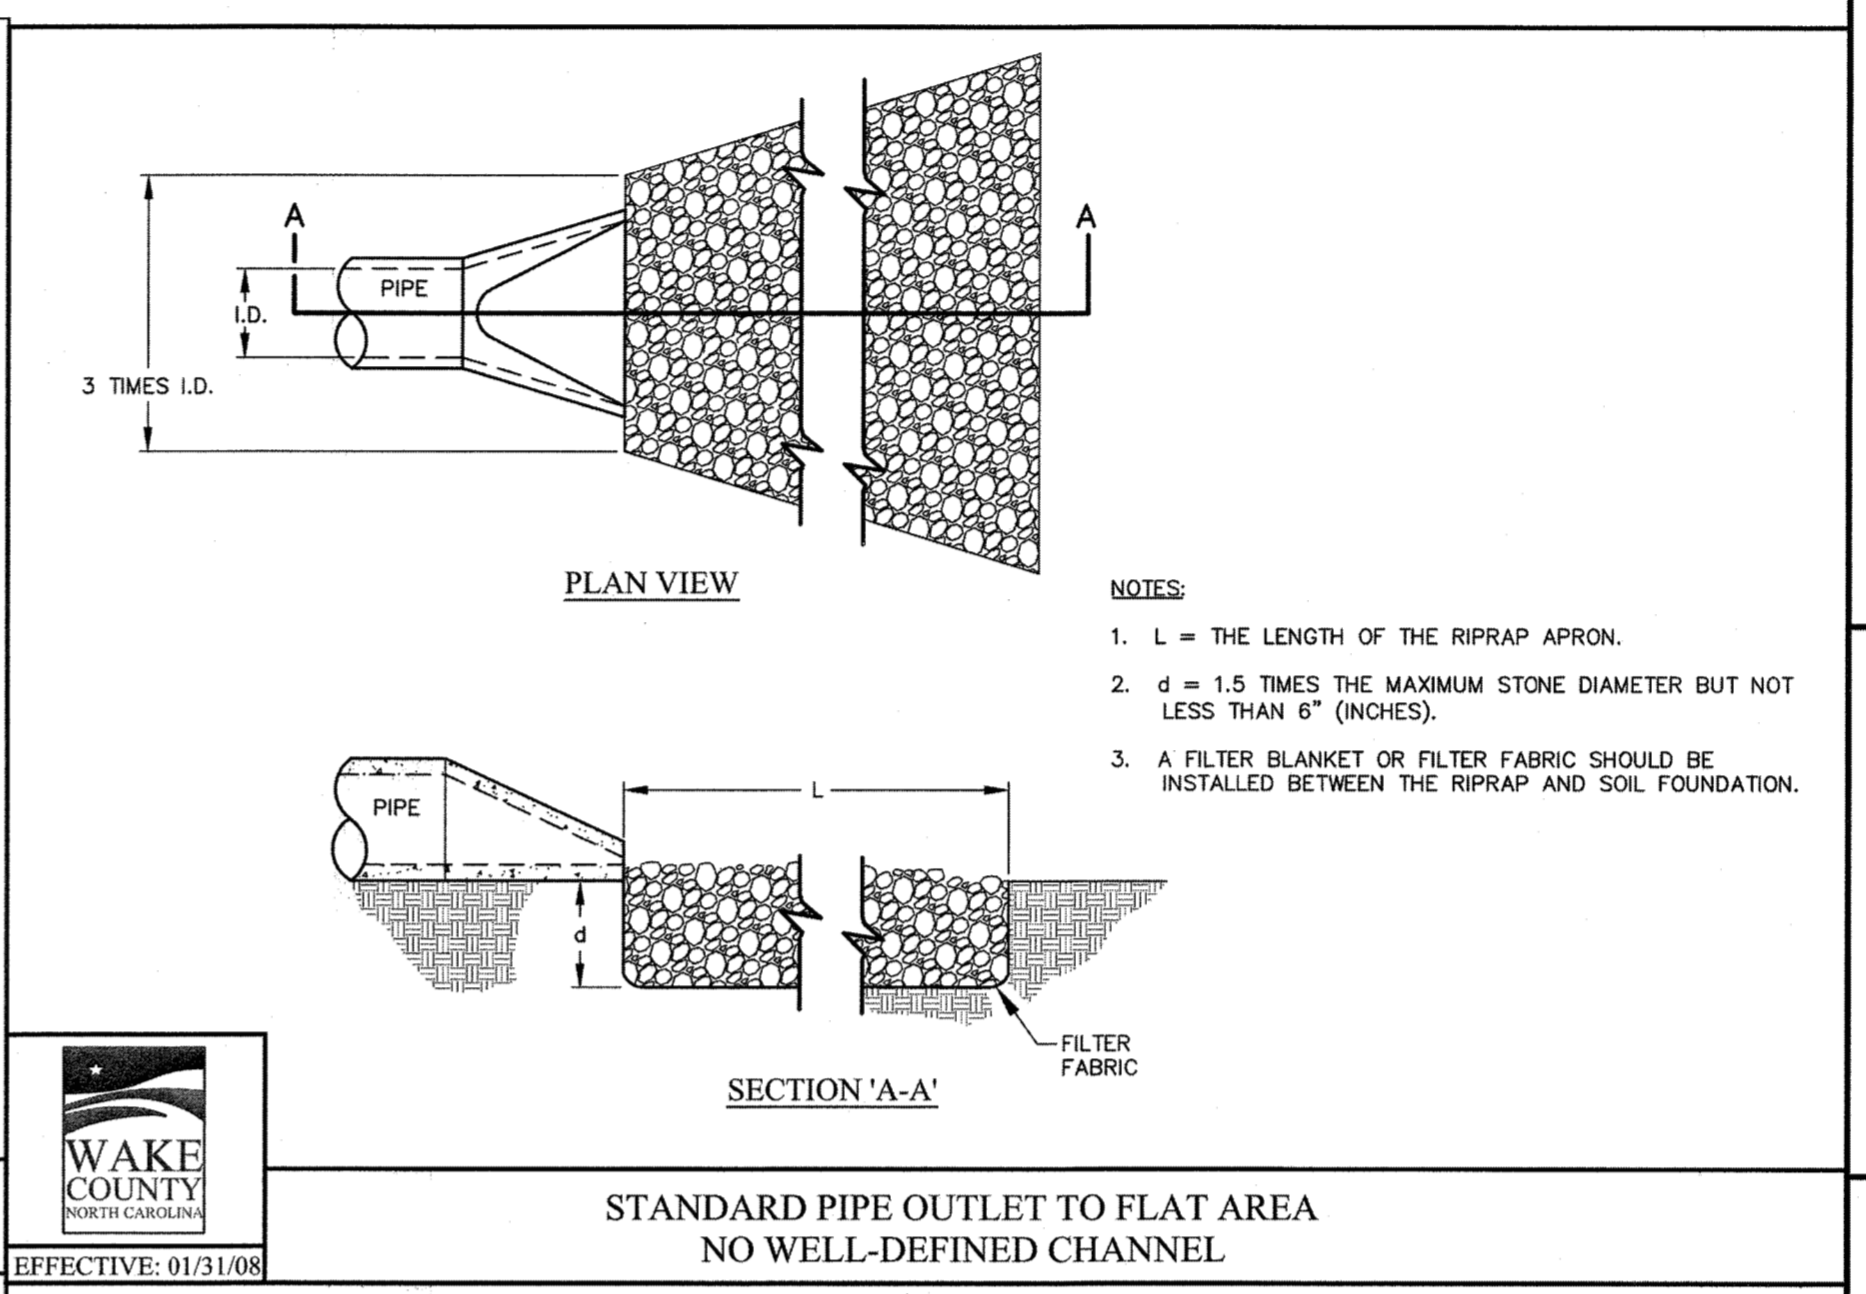 A
A
PIPE
I.D.
3 TIMES I.D.
PLAN VIEW
NOTES:
1. L = THE LENGTH OF THE RIPRAP APRON.
2. d = 1.5 TIMES THE MAXIMUM STONE DIAMETER BUT NOT
LESS THAN 6" (INCHES).
3. A FILTER BLANKET OR FILTER FABRIC SHOULD BE
INSTALLED BETWEEN THE RIPRAP AND SOIL FOUNDATION.
L
PIPE
d
FILTER
FABRIC
SECTION 'A-A'
WAKE
COUNTY
NORTH CAROLINA
EFFECTIVE: 01/31/08
STANDARD PIPE OUTLET TO FLAT AREA
NO WELL-DEFINED CHANNEL